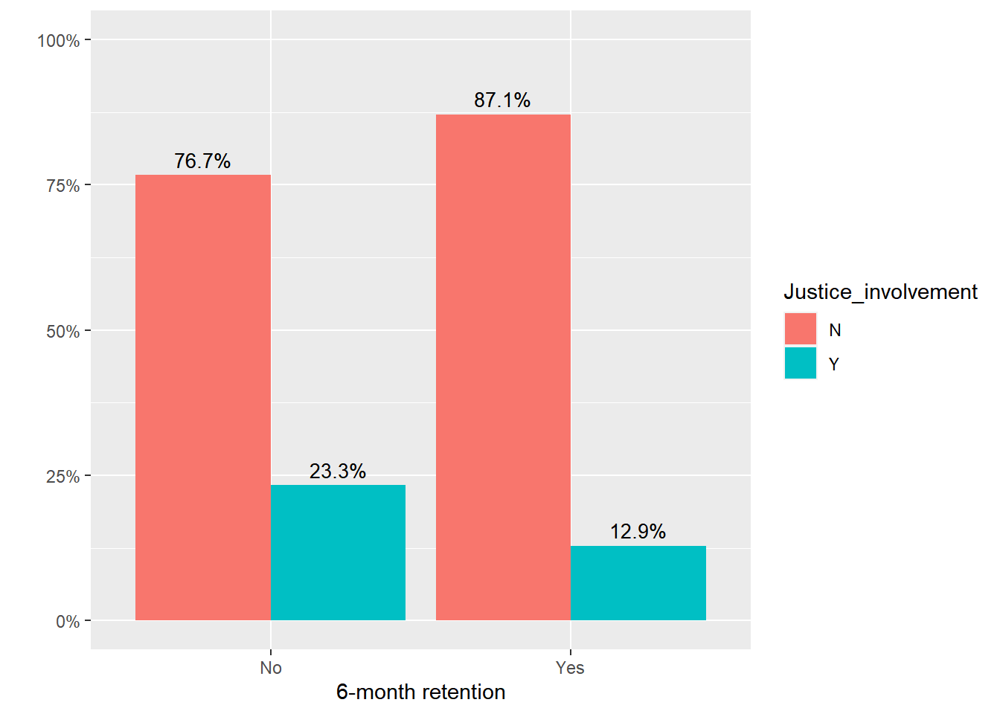 100%
75%
50%
25%
0%
76.7%
23.3%
87.1%
12.9%
No
Yes
6-month retention
Justice_involvement
N
Y